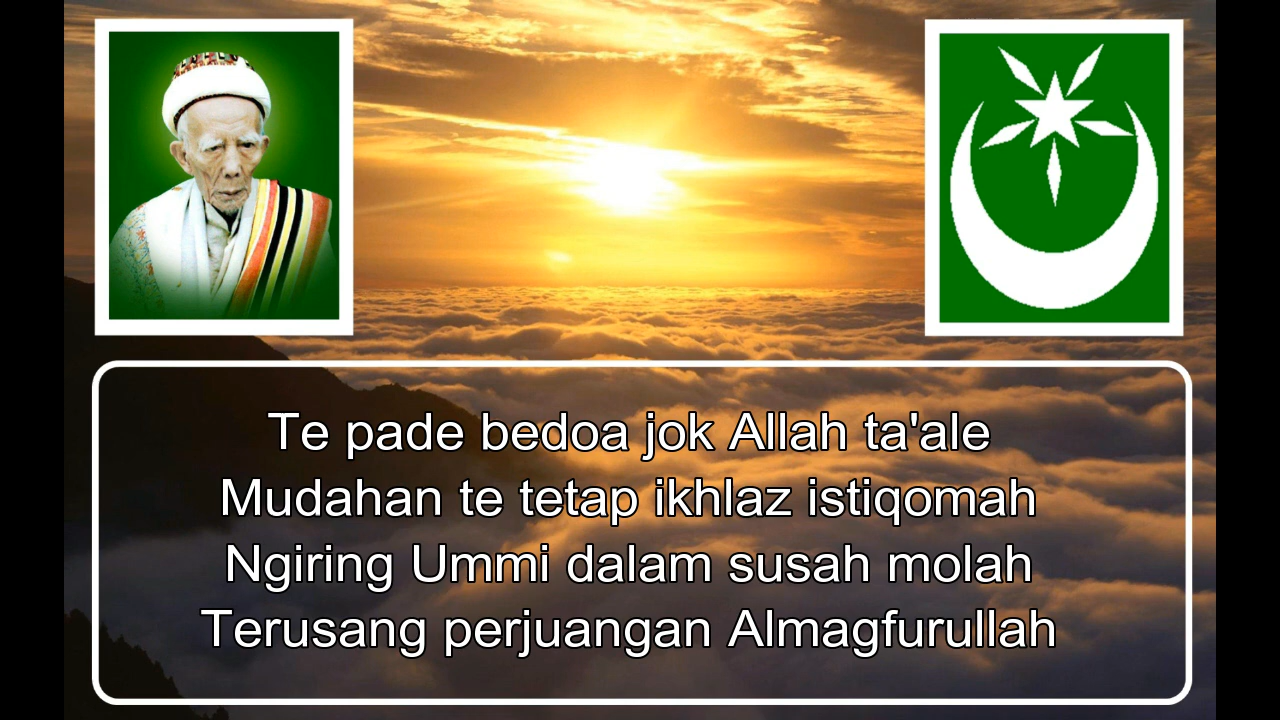 Te pade bedoa jok Allah ta'ale
Mudahan te tetap ikhlaz istiqomah
Ngiring Ummi dalam susah molah
Terusang perjuangan Almagfurullah